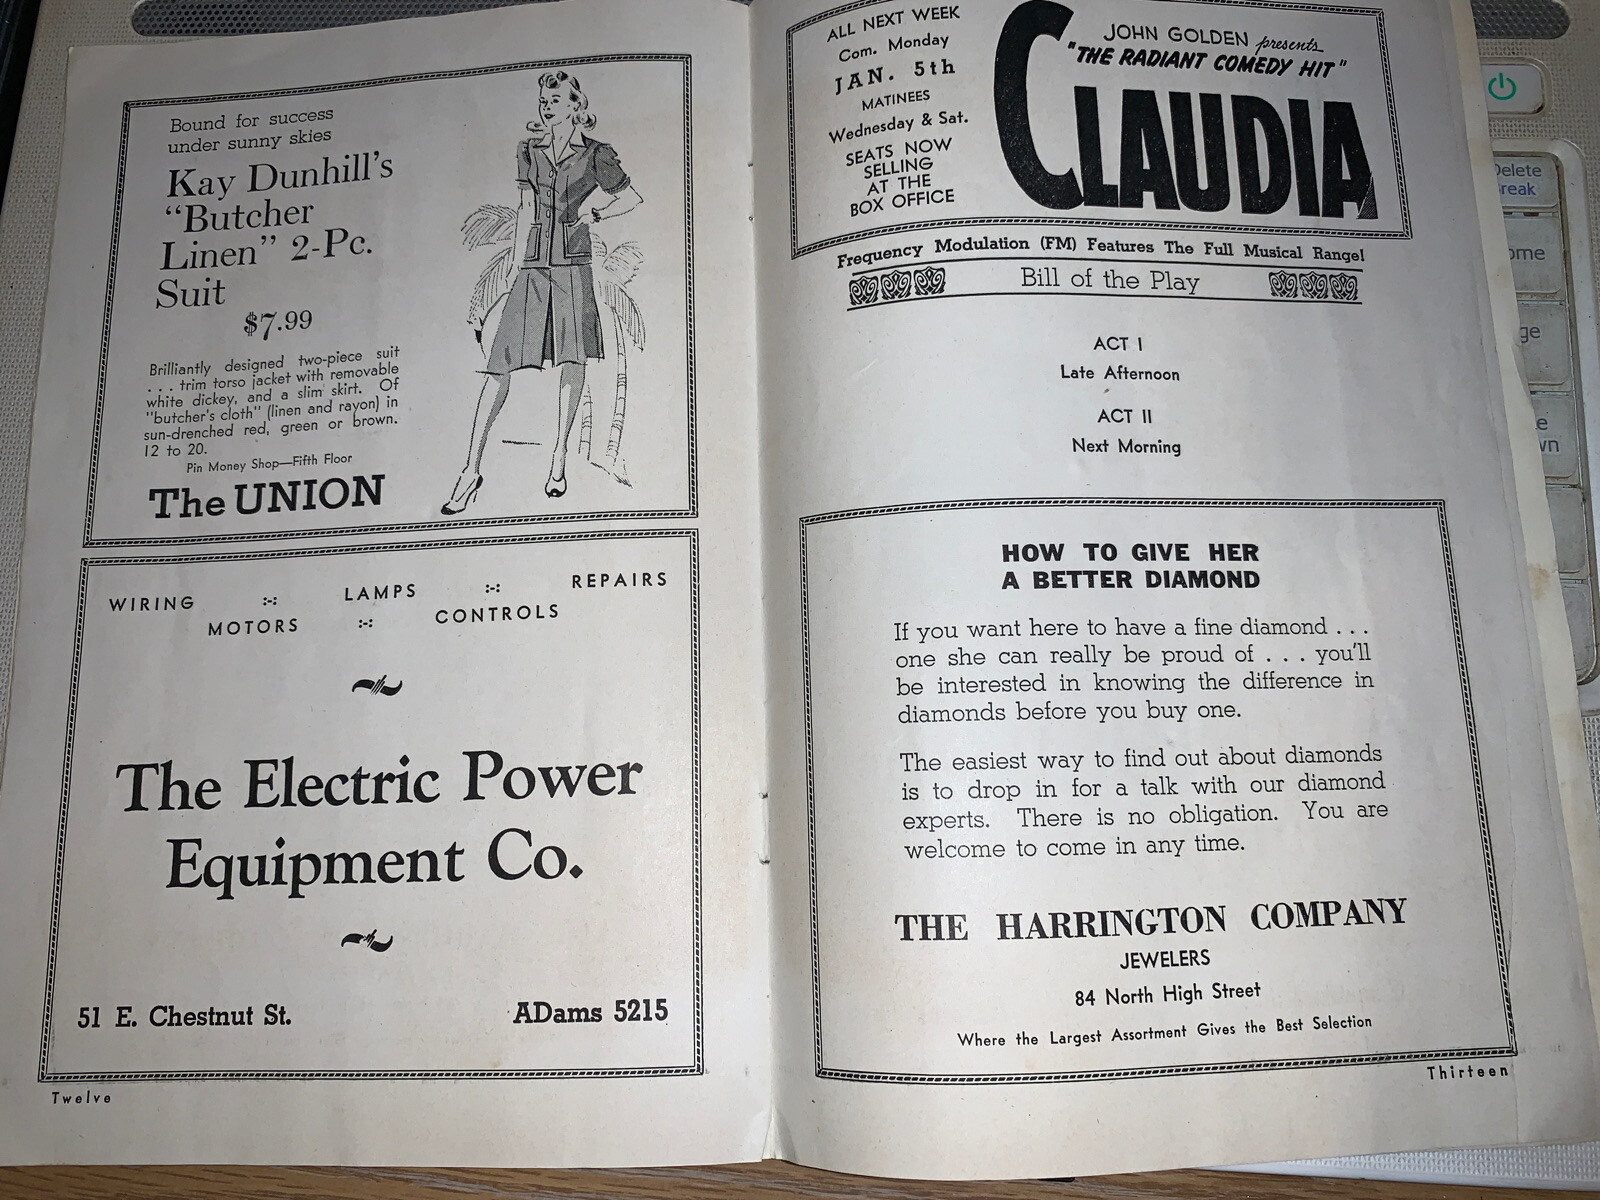 Bound for success
under sunny skies
Kay Dunhill's
"Butcher
Linen" 2-Pc.
Suit
$7.99
Brilliantly designed two-piece suit
. . . trim torso jacket with removable
white dickey, and a slim skirt. Of
"butcher's cloth" (linen and rayon) in
sun-drenched red, green or brown.
12 to 20.
Pin Money Shop—Fifth Floor
The UNION
WIRING :-: LAMPS :-: REPAIRS
MOTORS :-: CONTROLS
The Electric Power
Equipment Co.
51 E. Chestnut St. ADams 5215
Twelve
ALL NEXT WEEK
Com. Monday
JAN. 5th
MATINEES
Wednesday & Sat.
SEATS NOW
SELLING
AT THE
BOX OFFICE
JOHN GOLDEN presents
"THE RADIANT COMEDY HIT"
CLAUDIA
Frequency Modulation (FM) Features The Full Musical Range!
Bill of the Play
ACT I
Late Afternoon
ACT II
Next Morning
HOW TO GIVE HER
A BETTER DIAMOND
If you want here to have a fine diamond . . .
one she can really be proud of . . . you'll
be interested in knowing the difference in
diamonds before you buy one.
The easiest way to find out about diamonds
is to drop in for a talk with our diamond
experts. There is no obligation. You are
welcome to come in any time.
THE HARRINGTON COMPANY
JEWELERS
84 North High Street
Where the Largest Assortment Gives the Best Selection
Thirteen